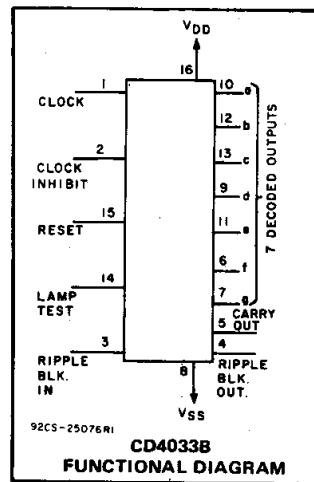 VDD
16
1
CLOCK
10 a
12 b
2
CLOCK
INHIBIT
13 c
9 d
15
RESET
11 e
6 f
14
LAMP
TEST
7 g
7 DECODED OUTPUTS
CARRY
OUT
5
3
RIPPLE
BLK.
IN
4
RIPPLE
BLK.
OUT.
8
VSS
92CS-25076R1
CD4033B
FUNCTIONAL DIAGRAM